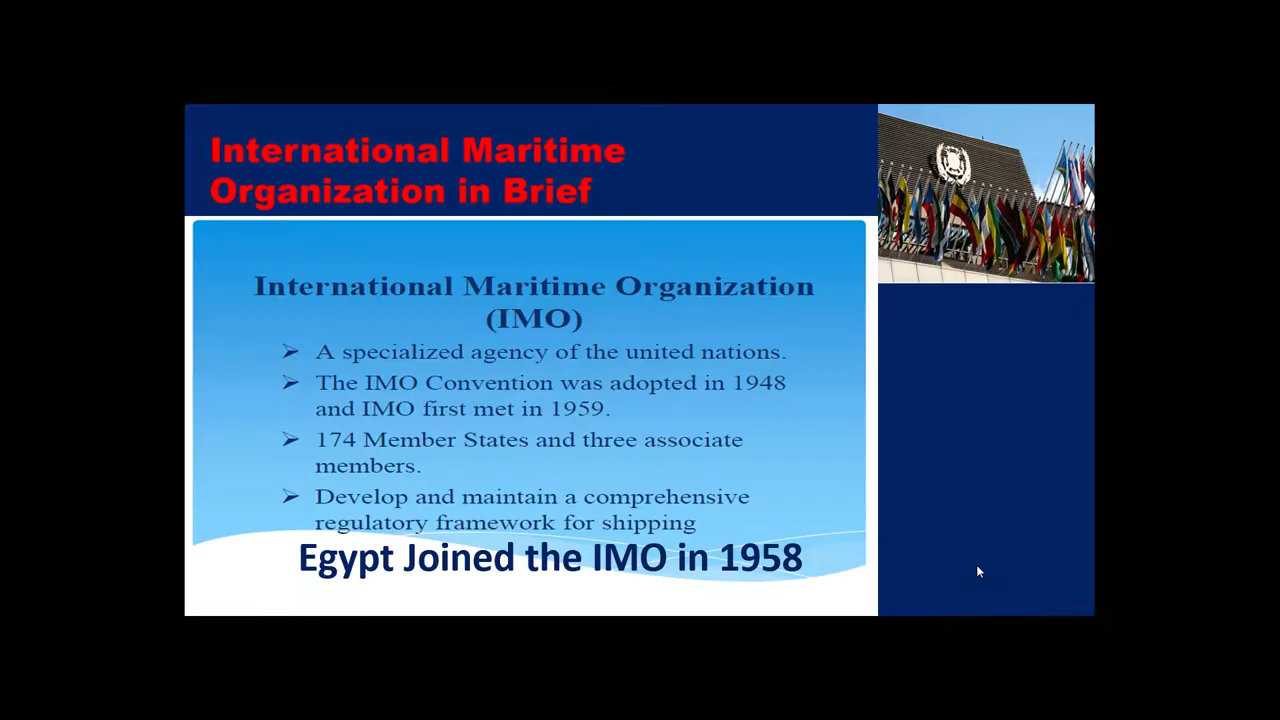 International Maritime
Organization in Brief
International Maritime Organization
(IMO)
➢ A specialized agency of the united nations.
➢ The IMO Convention was adopted in 1948
and IMO first met in 1959.
➢ 174 Member States and three associate
members.
➢ Develop and maintain a comprehensive
regulatory framework for shipping
Egypt Joined the IMO in 1958